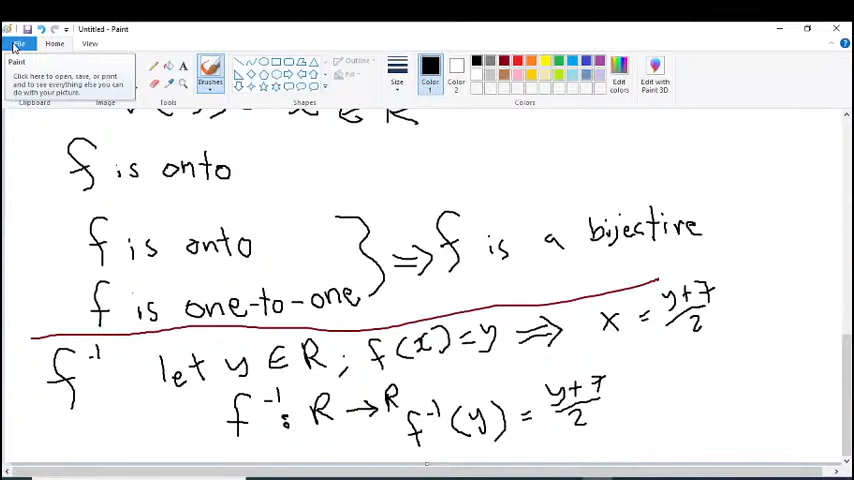 Untitled - Paint
File Home View
Paint
Click here to open, save, or print
and to see everything else you can
do with your picture.
Brushes
Outline
Fill
Size
Color
1
Color
2
Edit
colors
Edit with
Paint 3D
Clipboard Image Tools Shapes Colors
∈ R
f is onto
f is onto
f is one-to-one } ⟹ f is a bijective
f⁻¹ let y ∈ R ; f(x) = y ⟹ x = y+7/2
f⁻¹ : R → R f⁻¹(y) = y+7/2